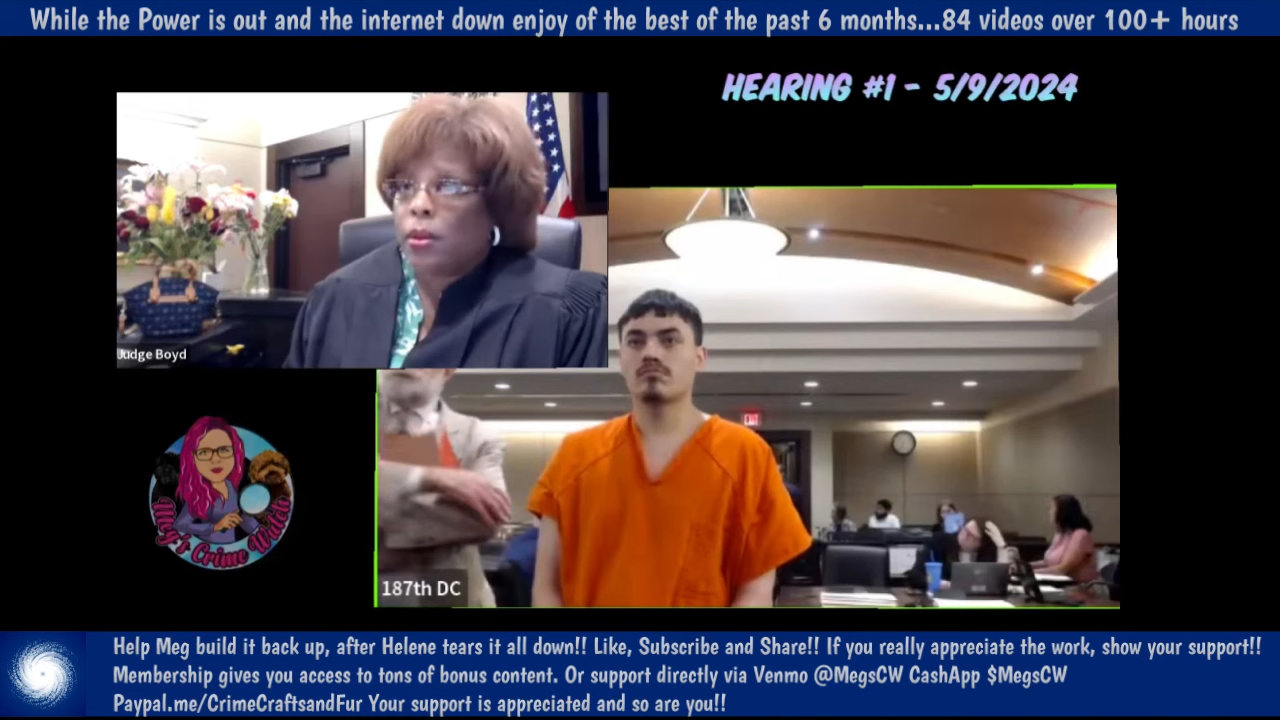 While the Power is out and the internet down enjoy of the best of the past 6 months...84 videos over 100+ hours
HEARING #1 - 5/9/2024
Judge Boyd
Meg's Crime Watch
187th DC
Help Meg build it back up, after Helene tears it all down!! Like, Subscribe and Share!! If you really appreciate the work, show your support!!
Membership gives you access to tons of bonus content. Or support directly via Venmo @MegsCW CashApp $MegsCW
Paypal.me/CrimeCraftsandFur Your support is appreciated and so are you!!